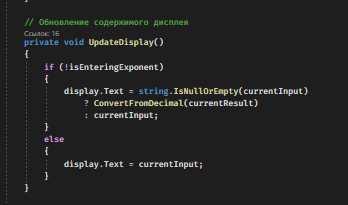 // Обновление содержимого дисплея
Ссылок: 16
private void UpdateDisplay()
{
if (!isEnteringExponent)
{
display.Text = string.IsNullOrEmpty(currentInput)
? ConvertFromDecimal(currentResult)
: currentInput;
}
else
{
display.Text = currentInput;
}
}